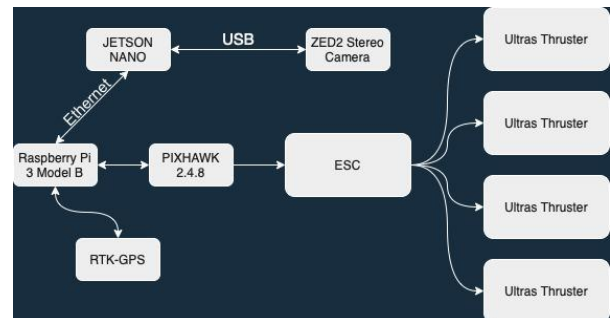 JETSON
NANO
USB
ZED2 Stereo
Camera
Ultras Thruster
Ethernet
Ultras Thruster
Raspberry Pi
3 Model B
PIXHAWK
2.4.8
ESC
Ultras Thruster
RTK-GPS
Ultras Thruster